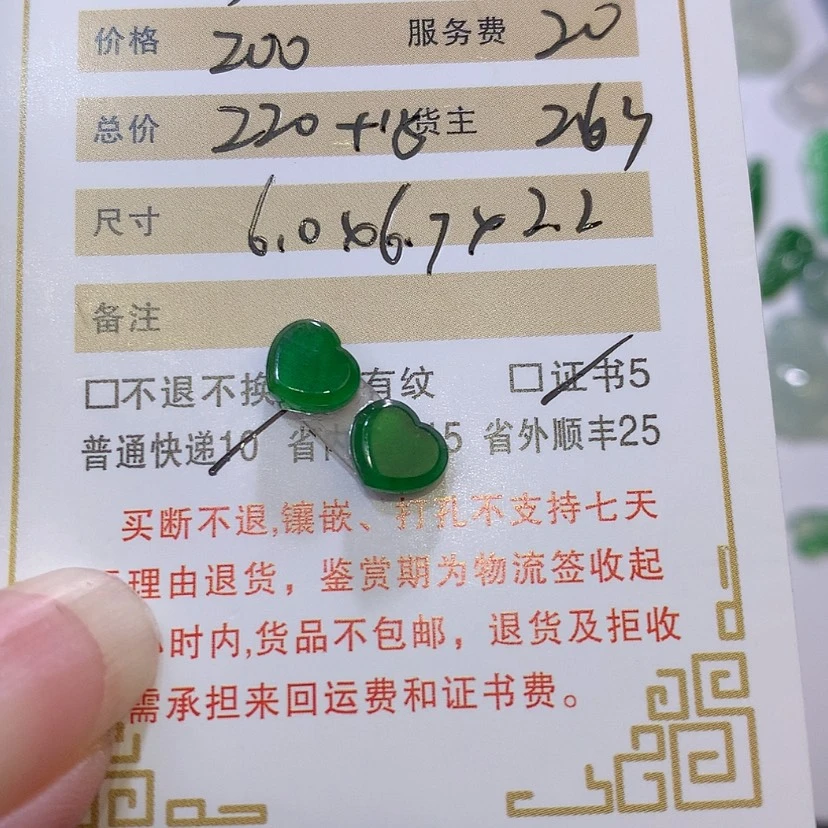 价格 200 服务费 20
总价 220 货主
尺寸 6.0x6.7x2.2
备注
□不退不换 有纹 □证书5
普通快递10 省 15 省外顺丰25
买断不退,镶嵌、打孔不支持七天
理由退货，鉴赏期为物流签收起
小时内,货品不包邮，退货及拒收
需承担来回运费和证书费。